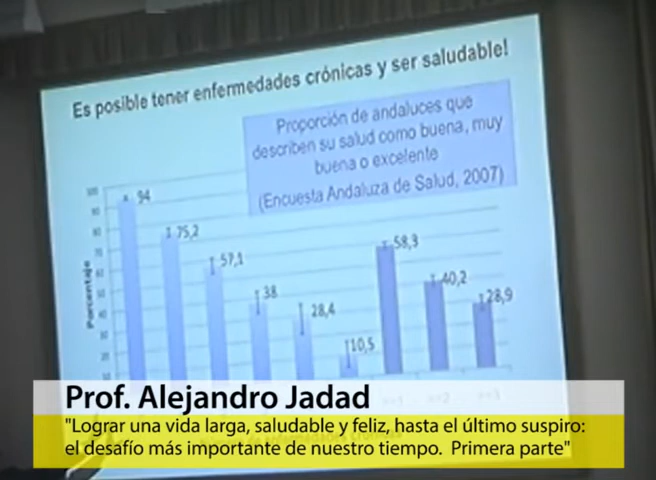 Es posible tener enfermedades crónicas y ser saludable!
Proporción de andaluces que
describen su salud como buena, muy
buena o excelente
(Encuesta Andaluza de Salud, 2007)
94
75,2
57,1
38
28,4
10,5
58,3
40,2
28,9
Porcentaje
Prof. Alejandro Jadad
"Lograr una vida larga, saludable y feliz, hasta el último suspiro:
el desafío más importante de nuestro tiempo. Primera parte"